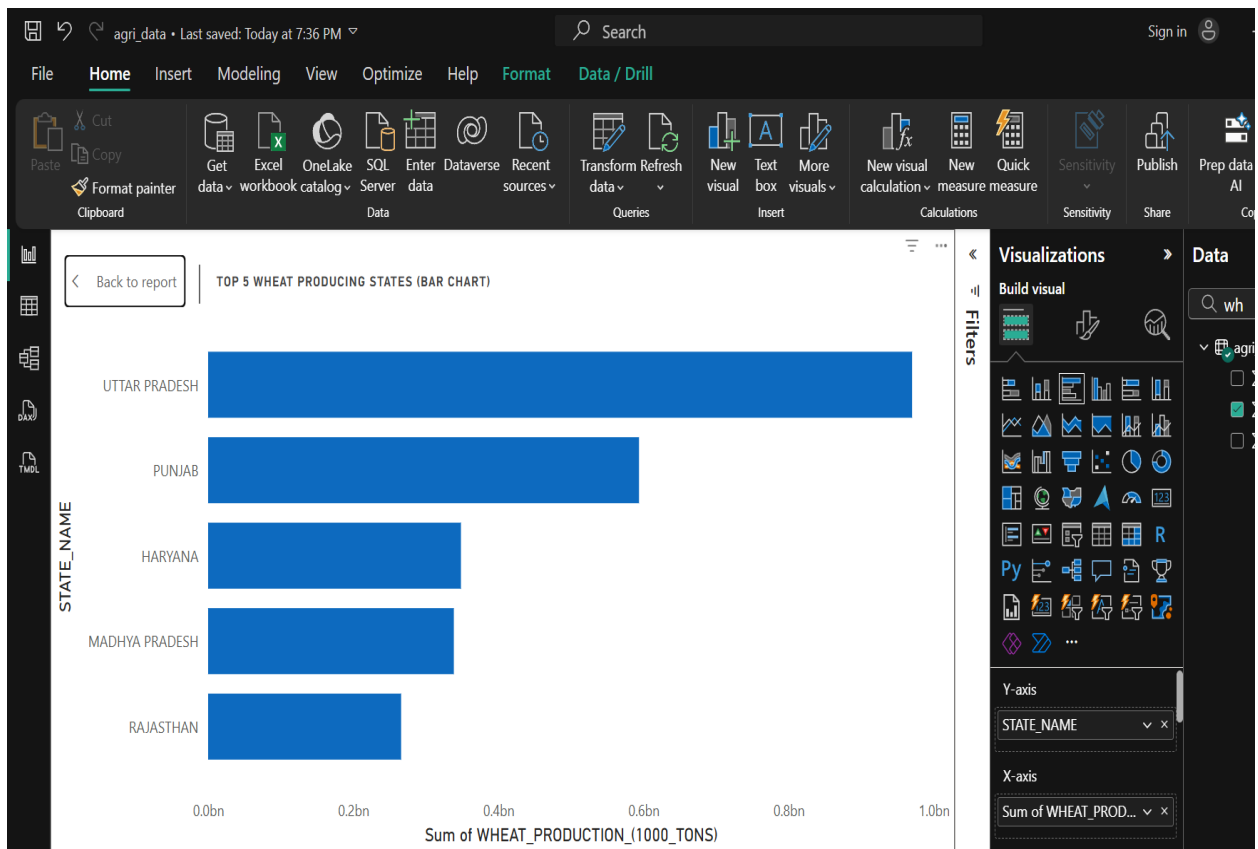 agri_data • Last saved: Today at 7:36 PM
Search
Sign in
File Home Insert Modeling View Optimize Help Format Data / Drill
Paste
Cut
Copy
Format painter
Clipboard
Get data
Excel workbook
OneLake catalog
SQL Server
Enter data
Dataverse
Recent sources
Data
Transform data
Refresh
Queries
New visual
Text box
More visuals
Insert
New visual calculation
New measure
Quick measure
Calculations
Sensitivity
Sensitivity
Publish
Share
Prep data
AI
Co
Back to report
TOP 5 WHEAT PRODUCING STATES (BAR CHART)
STATE_NAME
UTTAR PRADESH
PUNJAB
HARYANA
MADHYA PRADESH
RAJASTHAN
0.0bn 0.2bn 0.4bn 0.6bn 0.8bn 1.0bn
Sum of WHEAT_PRODUCTION_(1000_TONS)
DAX
TMDL
Filters
Visualizations
Build visual
123
R
Py
123
Y-axis
STATE_NAME
X-axis
Sum of WHEAT_PROD...
Data
wh
agri